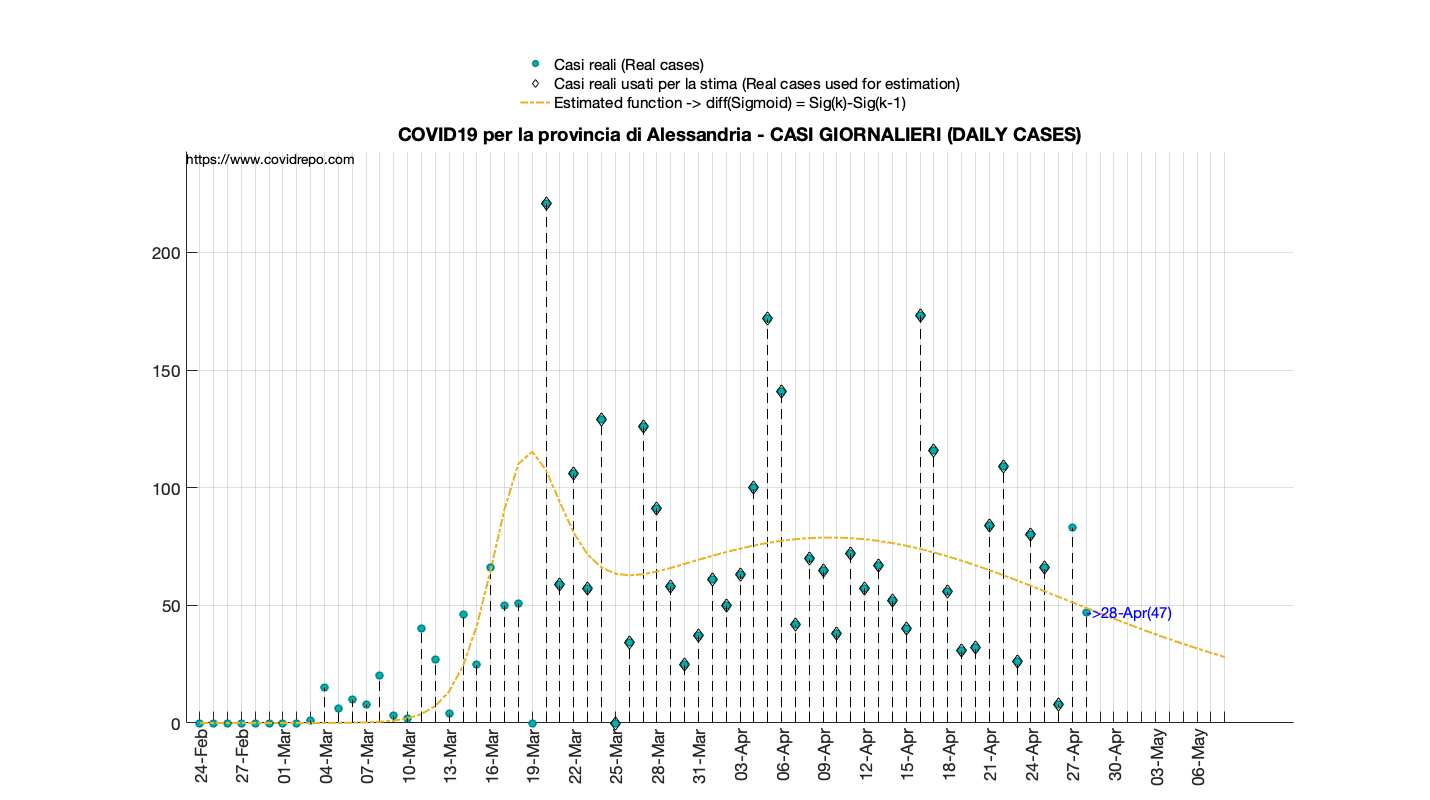 Casi reali (Real cases)
Casi reali usati per la stima (Real cases used for estimation)
Estimated function -> diff(Sigmoid) = Sig(k)-Sig(k-1)
COVID19 per la provincia di Alessandria - CASI GIORNALIERI (DAILY CASES)
https://www.covidrepo.com
200
150
100
50
0
>28-Apr(47)
24-Feb
27-Feb
01-Mar
04-Mar
07-Mar
10-Mar
13-Mar
16-Mar
19-Mar
22-Mar
25-Mar
28-Mar
31-Mar
03-Apr
06-Apr
09-Apr
12-Apr
15-Apr
18-Apr
21-Apr
24-Apr
27-Apr
30-Apr
03-May
06-May